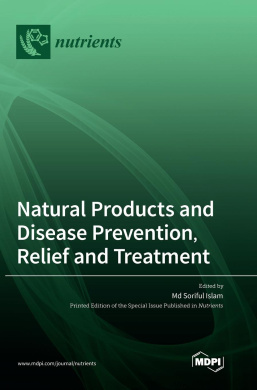 nutrients
Natural Products and
Disease Prevention,
Relief and Treatment
Edited by
Md Soriful Islam
Printed Edition of the Special Issue Published in Nutrients
www.mdpi.com/journal/nutrients
MDPI